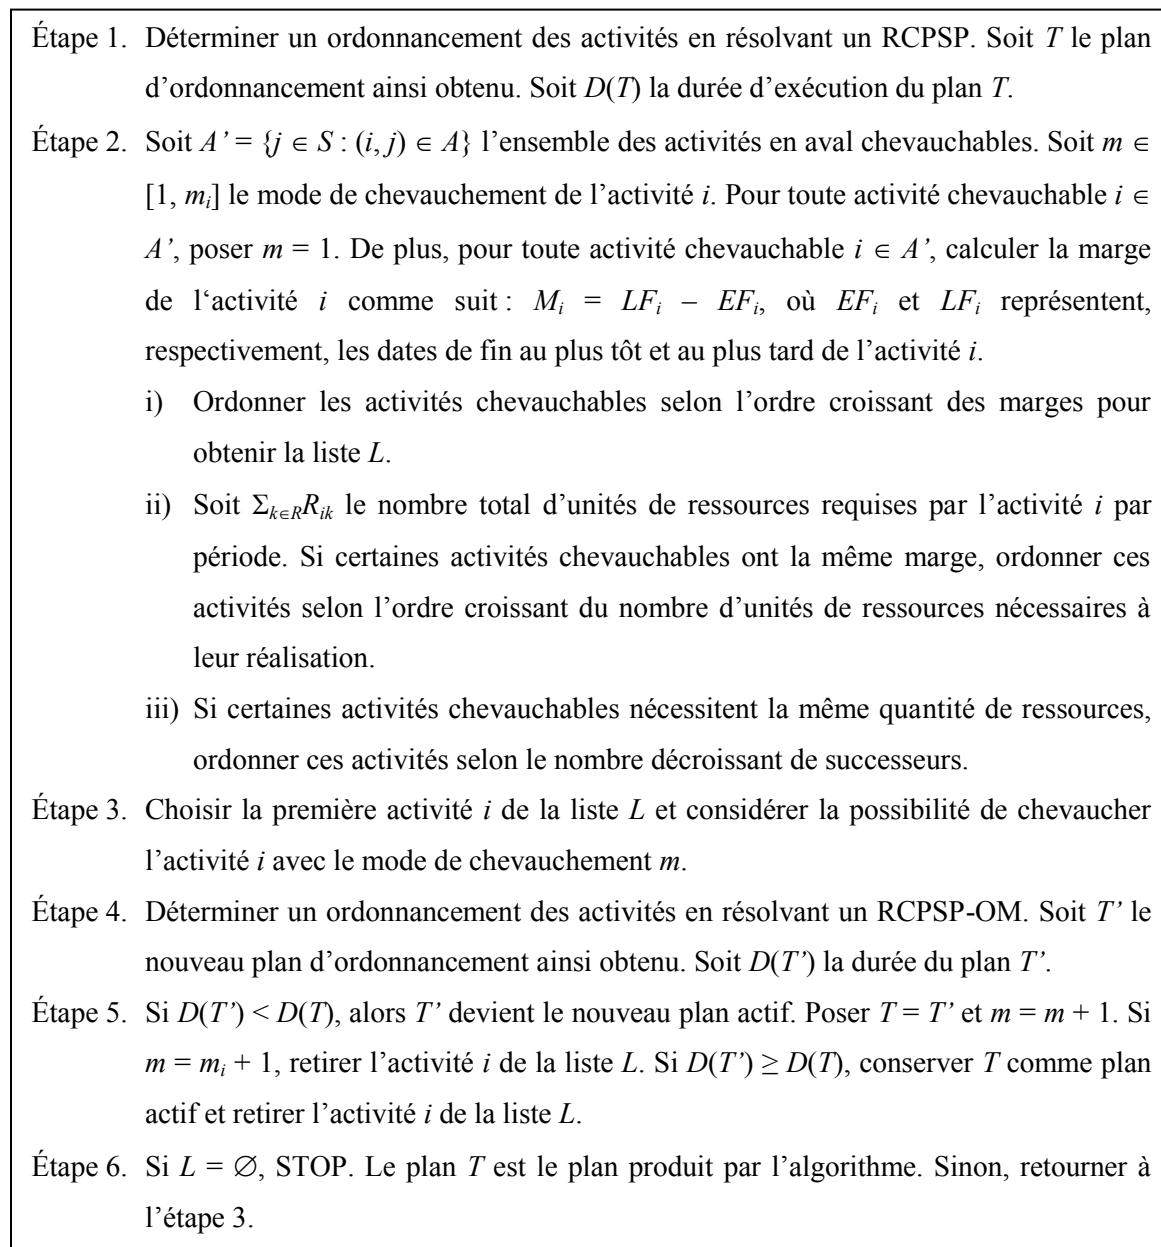 Étape 1. Déterminer un ordonnancement des activités en résolvant un RCPSP. Soit T le plan
d’ordonnancement ainsi obtenu. Soit D(T) la durée d’exécution du plan T.
Étape 2. Soit A’ = {j ∈ S : (i, j) ∈ A} l’ensemble des activités en aval chevauchables. Soit m ∈
[1, mᵢ] le mode de chevauchement de l’activité i. Pour toute activité chevauchable i ∈
A’, poser m = 1. De plus, pour toute activité chevauchable i ∈ A’, calculer la marge
de l‘activité i comme suit : Mᵢ = LFᵢ – EFᵢ, où EFᵢ et LFᵢ représentent,
respectivement, les dates de fin au plus tôt et au plus tard de l’activité i.
i) Ordonner les activités chevauchables selon l’ordre croissant des marges pour
obtenir la liste L.
ii) Soit Σk∈RRik le nombre total d’unités de ressources requises par l’activité i par
période. Si certaines activités chevauchables ont la même marge, ordonner ces
activités selon l’ordre croissant du nombre d’unités de ressources nécessaires à
leur réalisation.
iii) Si certaines activités chevauchables nécessitent la même quantité de ressources,
ordonner ces activités selon le nombre décroissant de successeurs.
Étape 3. Choisir la première activité i de la liste L et considérer la possibilité de chevaucher
l’activité i avec le mode de chevauchement m.
Étape 4. Déterminer un ordonnancement des activités en résolvant un RCPSP-OM. Soit T’ le
nouveau plan d’ordonnancement ainsi obtenu. Soit D(T’) la durée du plan T’.
Étape 5. Si D(T’) < D(T), alors T’ devient le nouveau plan actif. Poser T = T’ et m = m + 1. Si
m = mᵢ + 1, retirer l’activité i de la liste L. Si D(T’) ≥ D(T), conserver T comme plan
actif et retirer l’activité i de la liste L.
Étape 6. Si L = ∅, STOP. Le plan T est le plan produit par l’algorithme. Sinon, retourner à
l’étape 3.